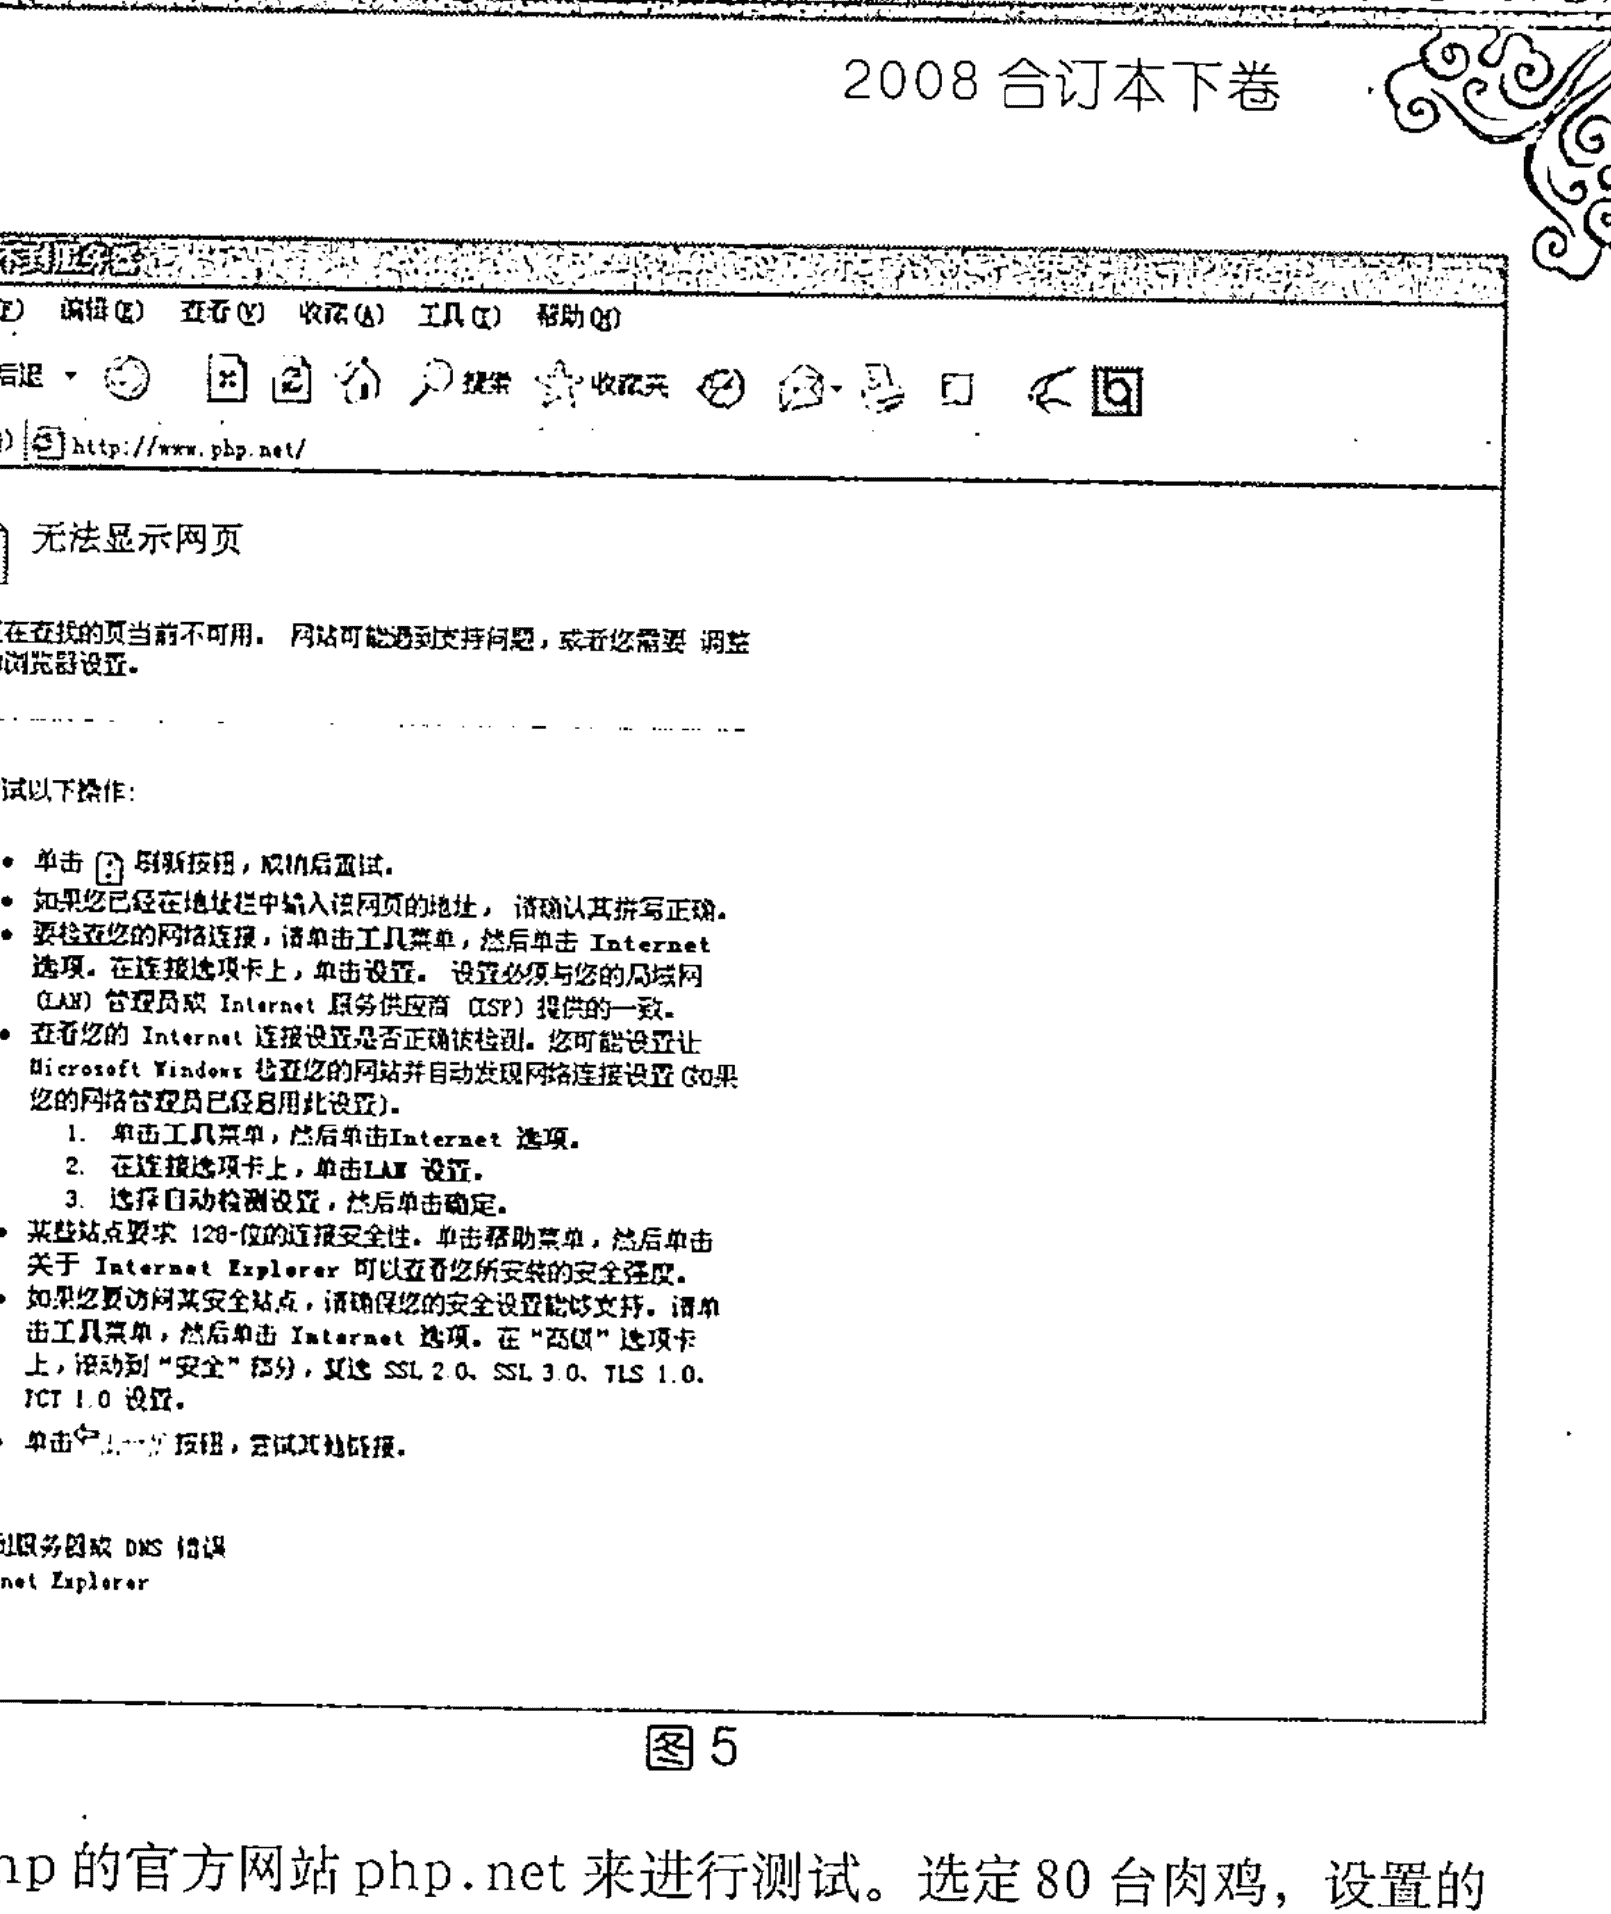 2008 合订本下卷
编辑(E) 查看(V) 收藏(A) 工具(T) 帮助(H)
后退 搜索 收藏夹
http://www.php.net/
无法显示网页
在查找的页当前不可用。 网站可能遇到支持问题，或者您需要 调整
浏览器设置。
试以下操作：
• 单击 刷新按钮，或稍后重试。
• 如果您已经在地址栏中输入该网页的地址， 请确认其拼写正确。
• 要检查您的网络连接，请单击工具菜单，然后单击 Internet
选项。在连接选项卡上，单击设置。 设置必须与您的局域网
(LAN) 管理员或 Internet 服务供应商 (ISP) 提供的一致。
• 查看您的 Internet 连接设置是否正确被检测。您可能设置让
Microsoft Windows 检查您的网站并自动发现网络连接设置(如果
您的网络管理员已经启用此设置)。
1. 单击工具菜单，然后单击Internet 选项。
2. 在连接选项卡上，单击LAN 设置。
3. 选择自动检测设置，然后单击确定。
• 某些站点要求 128-位的连接安全性。单击帮助菜单，然后单击
关于 Internet Explorer 可以查看您所安装的安全强度。
• 如果您要访问某安全站点，请确保您的安全设置能够支持。请单
击工具菜单，然后单击 Internet 选项。在“高级”选项卡
上，滚动到“安全”部分，复选 SSL 2.0、SSL 3.0、TLS 1.0、
PCT 1.0 设置。
• 单击 按钮，尝试其他链接。
服务器或 DNS 错误
net Explorer
图 5
hp 的官方网站 php.net 来进行测试。选定 80 台肉鸡，设置的